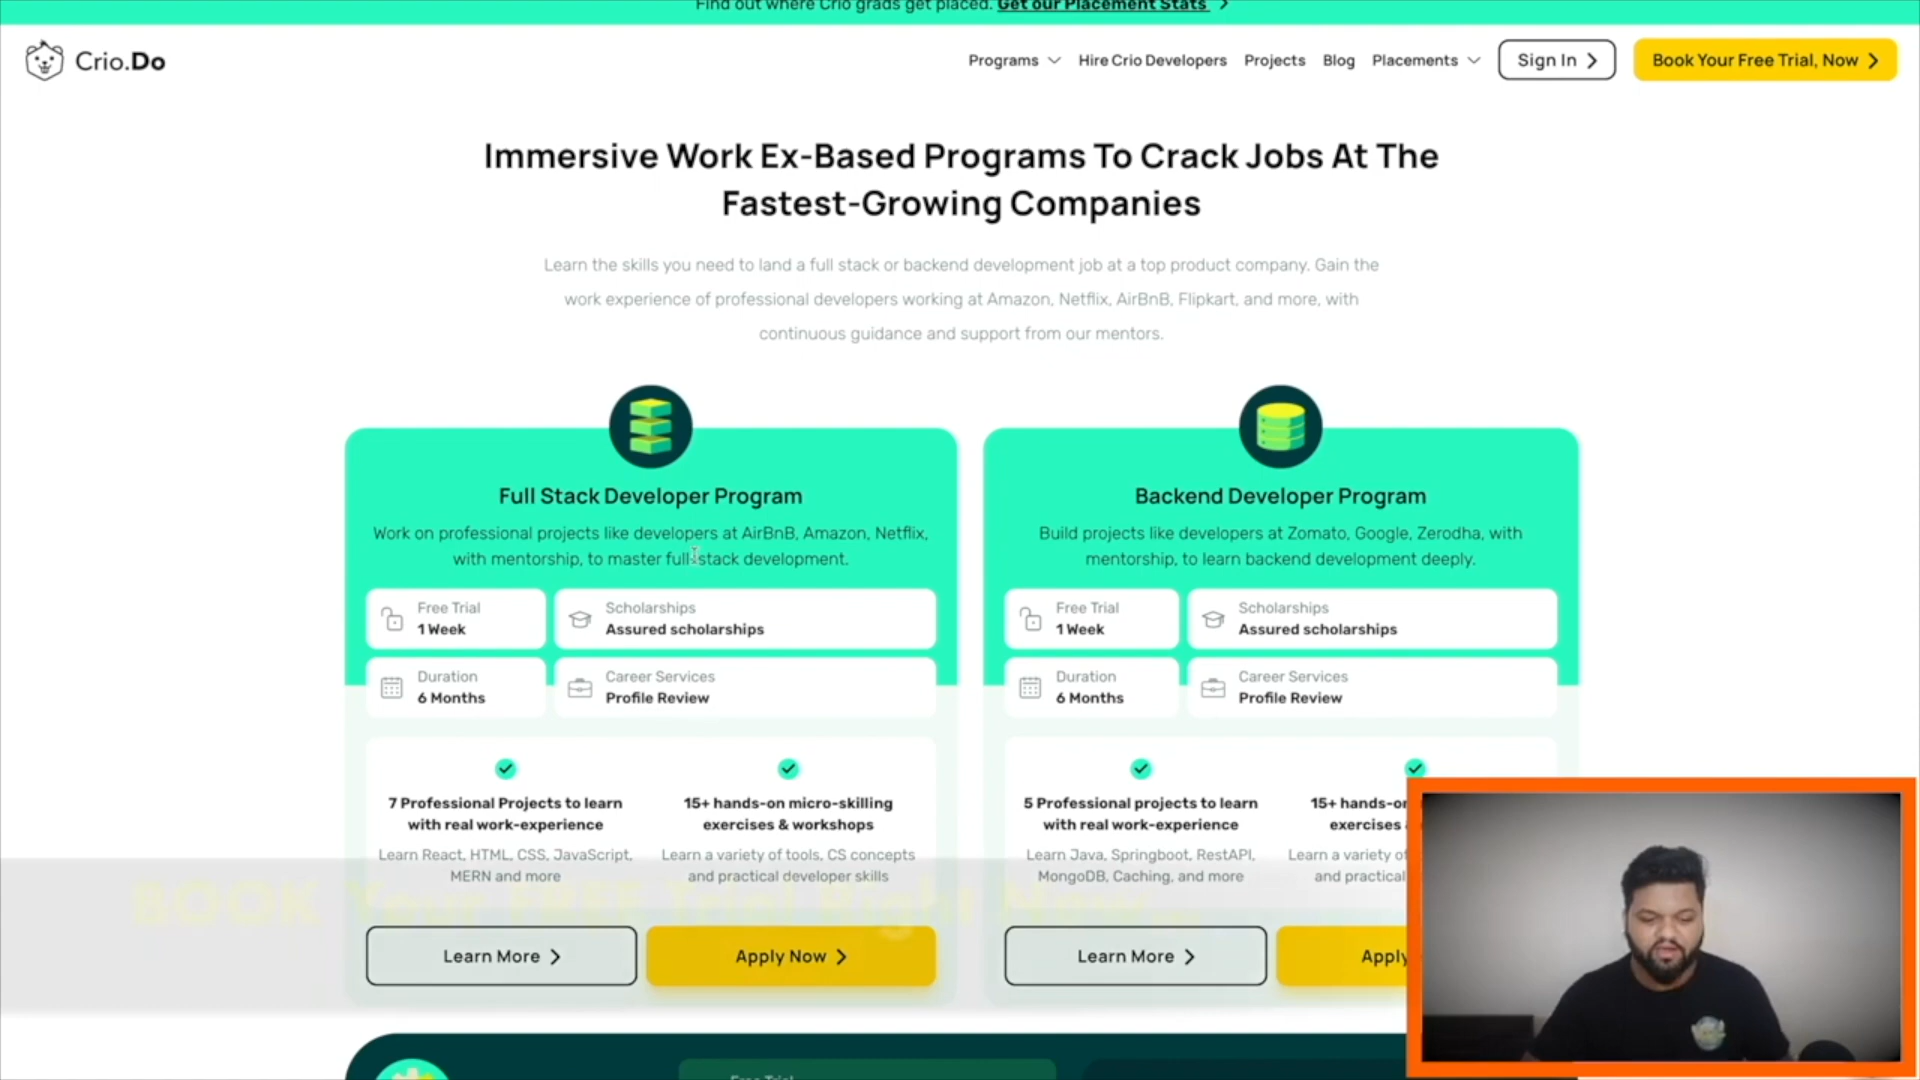 Find out where Crio grads get placed. Get our Placement Stats
Crio.Do
Programs
Hire Crio Developers
Projects
Blog
Placements
Sign In
Book Your Free Trial, Now
Immersive Work Ex-Based Programs To Crack Jobs At The
Fastest-Growing Companies
Learn the skills you need to land a full stack or backend development job at a top product company. Gain the
work experience of professional developers working at Amazon, Netflix, AirBnB, Flipkart, and more, with
continuous guidance and support from our mentors.
Full Stack Developer Program
Work on professional projects like developers at AirBnB, Amazon, Netflix,
with mentorship, to master full stack development.
Free Trial
1 Week
Scholarships
Assured scholarships
Duration
6 Months
Career Services
Profile Review
7 Professional Projects to learn
with real work-experience
Learn React, HTML, CSS, JavaScript,
MERN and more
15+ hands-on micro-skilling
exercises & workshops
Learn a variety of tools, CS concepts
and practical developer skills
Learn More
Apply Now
Backend Developer Program
Build projects like developers at Zomato, Google, Zerodha, with
mentorship, to learn backend development deeply.
Free Trial
1 Week
Scholarships
Assured scholarships
Duration
6 Months
Career Services
Profile Review
5 Professional projects to learn
with real work-experience
Learn Java, Springboot, RestAPI,
MongoDB, Caching, and more
15+ hands-on
exercises
Learn a variety of
and practical
Learn More
Apply
BOOK Your FREE Trial Right Now
Free Trial